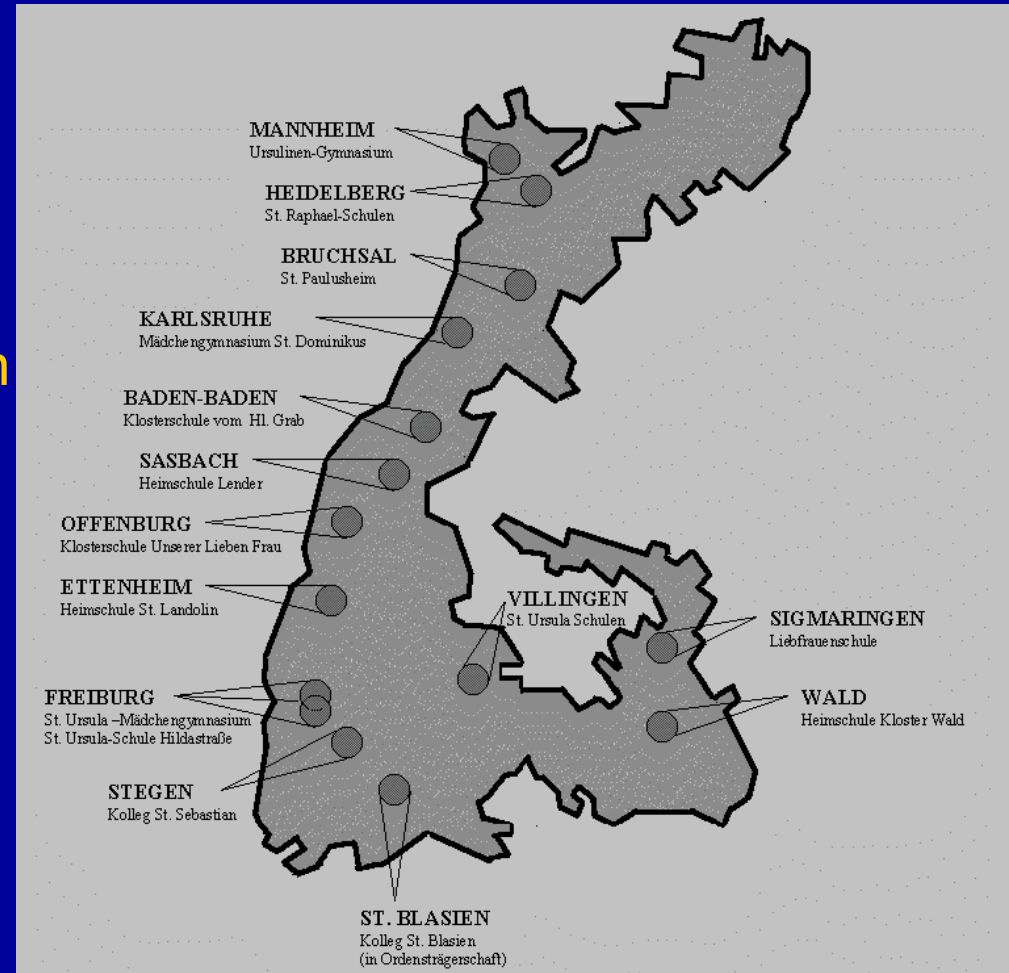 MANNHEIM
Ursulinen-Gymnasium
HEIDELBERG
St. Raphael-Schulen
BRUCHSAL
St. Paulusheim
KARLSRUHE
Mädchengymnasium St. Dominikus
n
BADEN-BADEN
Klosterschule vom Hl. Grab
SASBACH
Heimschule Lender
OFFENBURG
Klosterschule Unserer Lieben Frau
ETTENHEIM
Heimschule St. Landolin
VILLINGEN
St. Ursula Schulen
SIGMARINGEN
Liebfrauenschule
FREIBURG
St. Ursula –Mädchengymnasium
St. Ursula-Schule Hildastraße
WALD
Heimschule Kloster Wald
STEGEN
Kolleg St. Sebastian
ST. BLASIEN
Kolleg St. Blasien
(in Ordensträgerschaft)